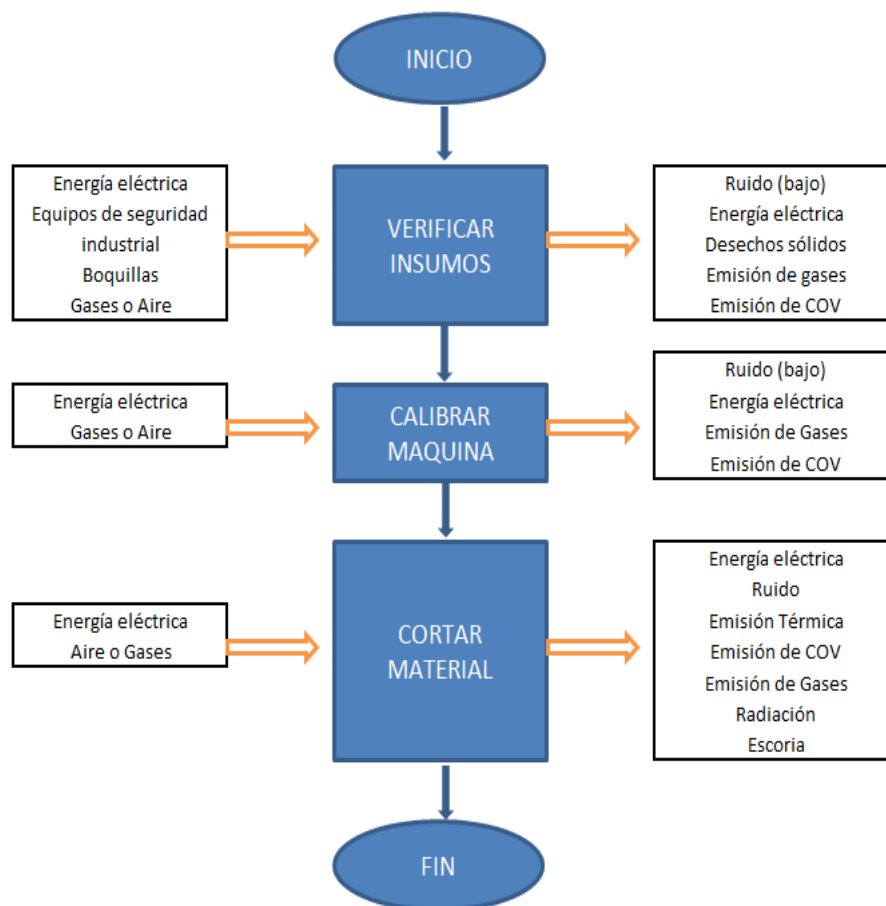 INICIO
Energía eléctrica
Equipos de seguridad
industrial
Boquillas
Gases o Aire
VERIFICAR
INSUMOS
Ruido (bajo)
Energía eléctrica
Desechos sólidos
Emisión de gases
Emisión de COV
Energía eléctrica
Gases o Aire
CALIBRAR
MAQUINA
Ruido (bajo)
Energía eléctrica
Emisión de Gases
Emisión de COV
Energía eléctrica
Aire o Gases
CORTAR
MATERIAL
Energía eléctrica
Ruido
Emisión Térmica
Emisión de COV
Emisión de Gases
Radiación
Escoria
FIN